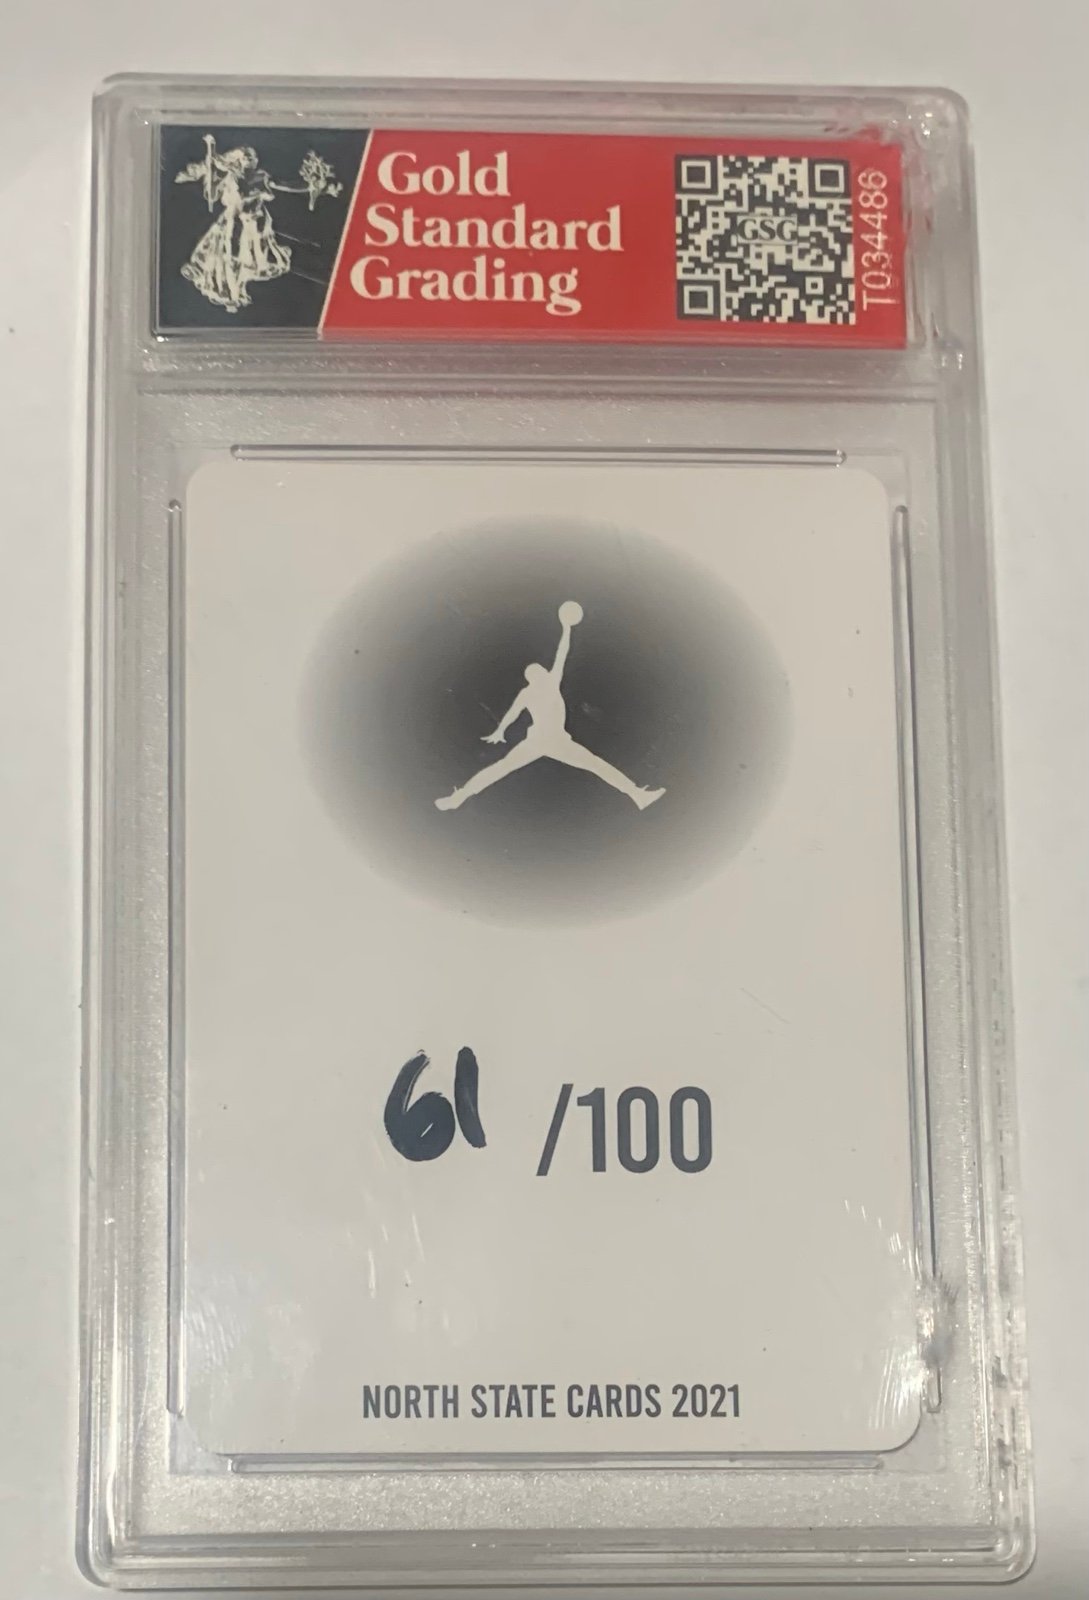 Gold
Standard
Grading
GSG
T034486
61 /100
NORTH STATE CARDS 2021